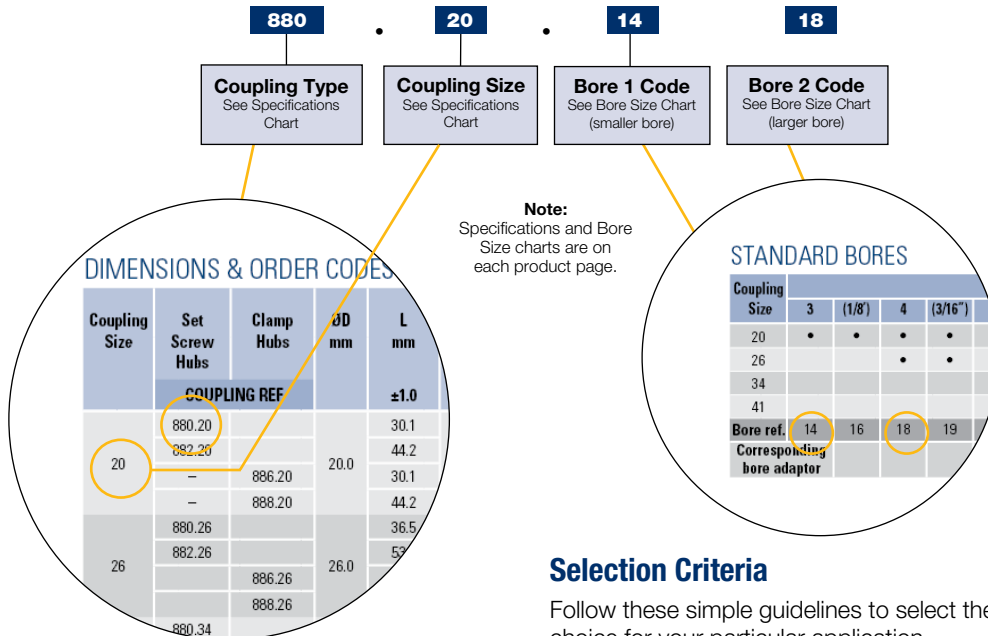 880 . 20 . 14 18
Coupling Type
See Specifications
Chart
Coupling Size
See Specifications
Chart
Bore 1 Code
See Bore Size Chart
(smaller bore)
Bore 2 Code
See Bore Size Chart
(larger bore)
Note:
Specifications and Bore
Size charts are on
each product page.
DIMENSIONS & ORDER CODES
Coupling
Size
Set
Screw
Hubs
Clamp
Hubs
ØD
mm
L
mm
COUPLING REF
±1.0
20
880.20
20.0
30.1
882.20
44.2
–
886.20
30.1
–
888.20
44.2
26
880.26
26.0
36.5
882.26
886.26
888.26
880.34
STANDARD BORES
Coupling
Size
3 (1/8') 4 (3/16")
20 • • • •
26 • •
34
41
Bore ref. 14 16 18 19
Corresponding
bore adaptor
Selection Criteria
Follow these simple guidelines to select the
choice for your particular application